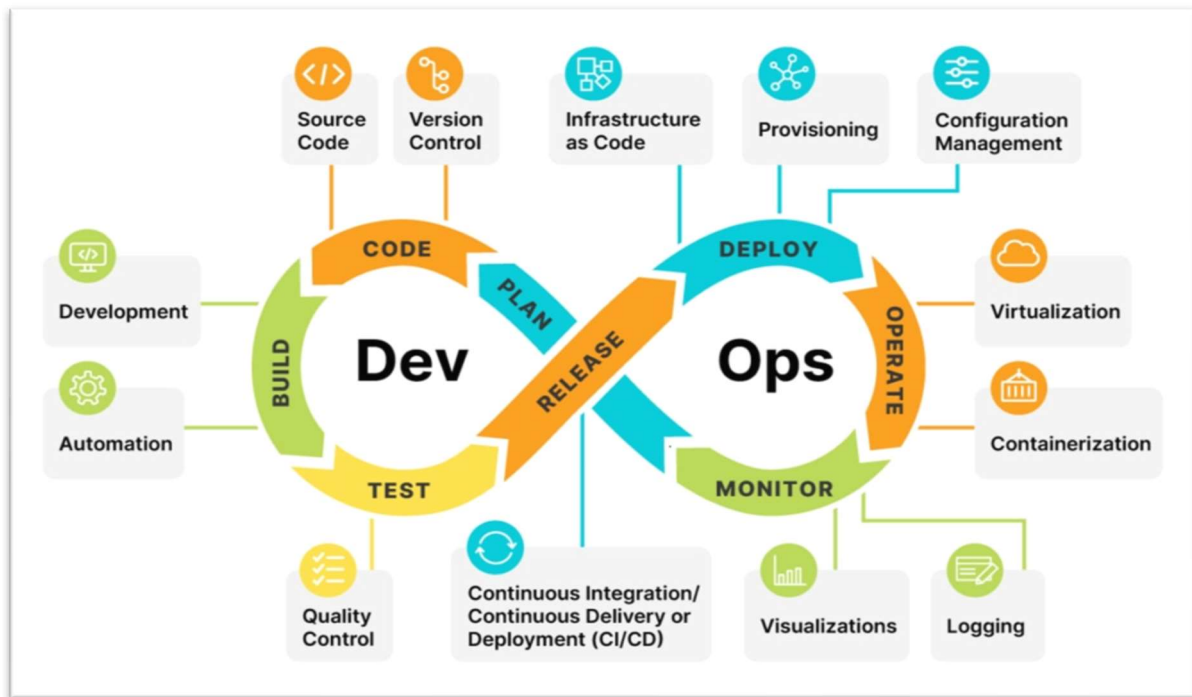 Source
Code
Version
Control
Infrastructure
as Code
Provisioning
Configuration
Management
CODE
PLAN
DEPLOY
Development
Virtualization
BUILD
Dev
RELEASE
Ops
OPERATE
Automation
Containerization
TEST
MONITOR
Quality
Control
Continuous Integration/
Continuous Delivery or
Deployment (CI/CD)
Visualizations
Logging